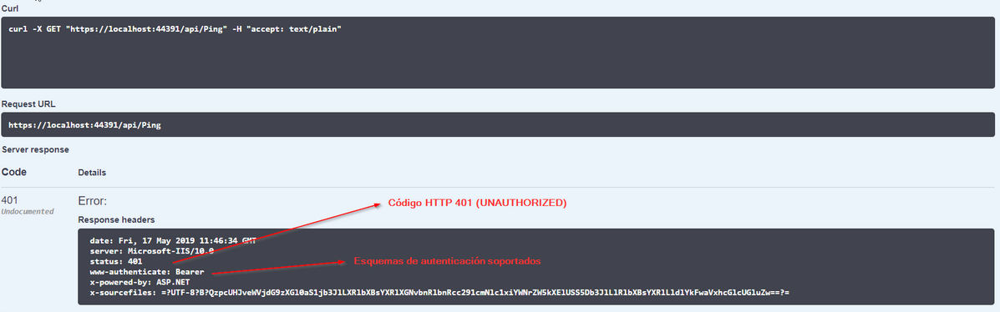 Curl
curl -X GET "https://localhost:44391/api/Ping" -H "accept: text/plain"
Request URL
https://localhost:44391/api/Ping
Server response
Code Details
401 Error:
Undocumented
Código HTTP 401 (UNAUTHORIZED)
Response headers
date: Fri, 17 May 2019 11:46:34 GMT
server: Microsoft-IIS/10.0
status: 401
Esquemas de autenticación soportados
www-authenticate: Bearer
x-powered-by: ASP.NET
x-sourcefiles: